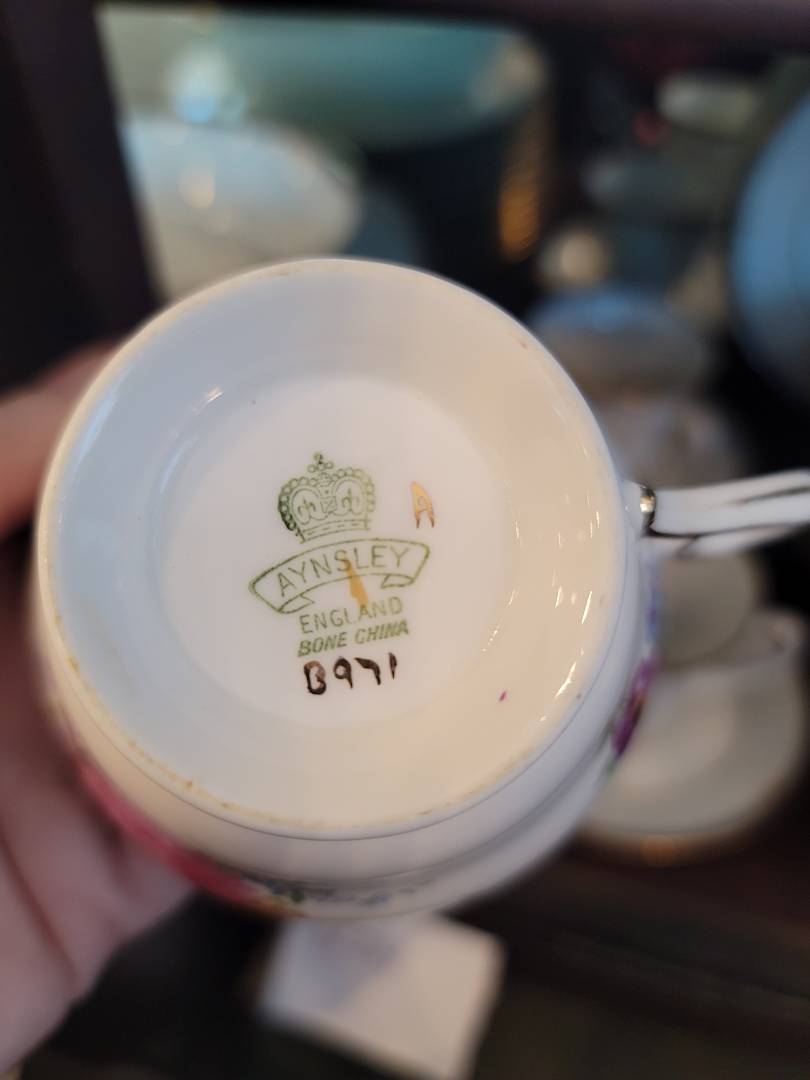 A
AYNSLEY
ENGLAND
BONE CHINA
B971